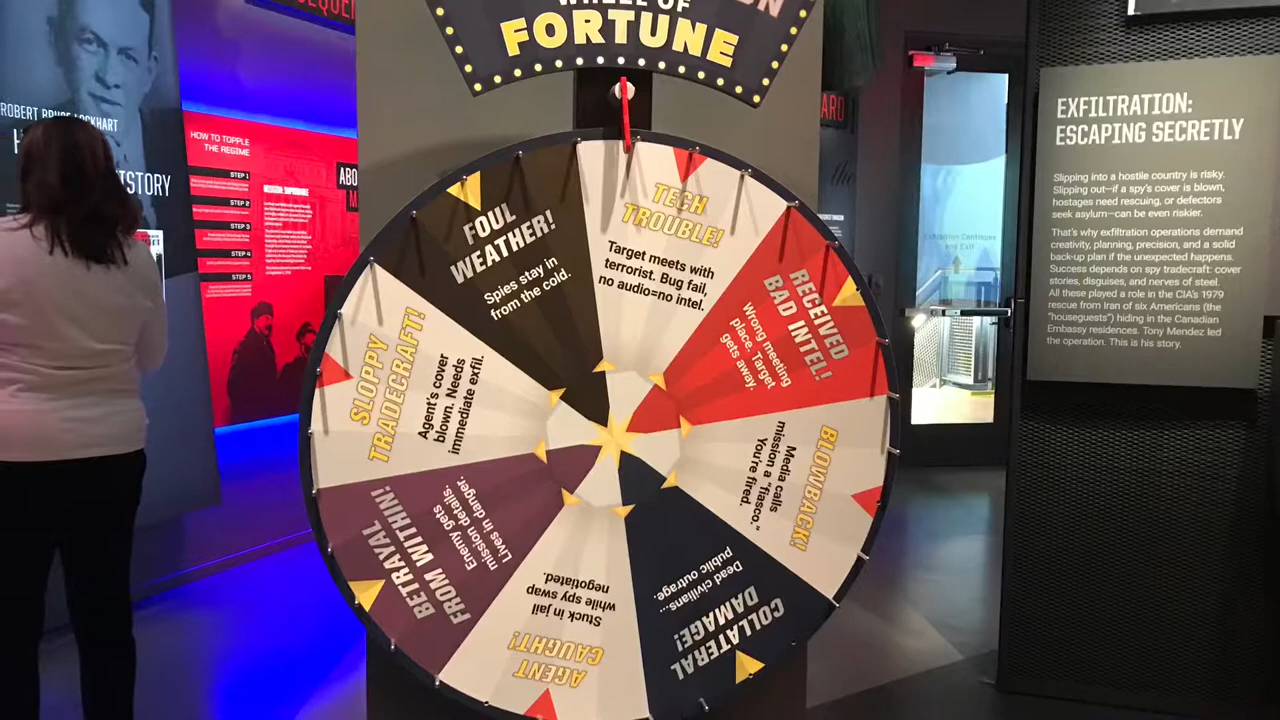 WHEEL OF
FORTUNE
FOUL
WEATHER!
Spies stay in
from the cold.
TECH
TROUBLE!
Target meets with
terrorist. Bug fail,
no audio=no intel.
RECEIVED
BAD INTEL!
Wrong meeting
place. Target
gets away.
BLOWBACK!
Media calls
mission a "fiasco."
You're fired.
COLLATERAL
DAMAGE!
Dead civilians...
public outrage.
AGENT
CAUGHT!
Stuck in jail
while spy swap
negotiated.
BETRAYAL
FROM WITHIN!
Enemy gets
mission details.
Lives in danger.
SLOPPY
TRADECRAFT!
Agent's cover
blown. Needs
immediate exfil.
ROBERT BRUCE LOCKHART
HOW TO TOPPLE
THE REGIME
STEP 1
STEP 2
STEP 3
STEP 4
STEP 5
ABO
ARD
Exhibition Continues
and Exit
EXFILTRATION:
ESCAPING SECRETLY
Slipping into a hostile country is risky.
Slipping out—if a spy's cover is blown,
hostages need rescuing, or defectors
seek asylum—can be even riskier.
That's why exfiltration operations demand
creativity, planning, precision, and a solid
back-up plan if the unexpected happens.
Success depends on spy tradecraft: cover
stories, disguises, and nerves of steel.
All these played a role in the CIA's 1979
rescue from Iran of six Americans (the
"houseguests") hiding in the Canadian
Embassy residences. Tony Mendez led
the operation. This is his story.